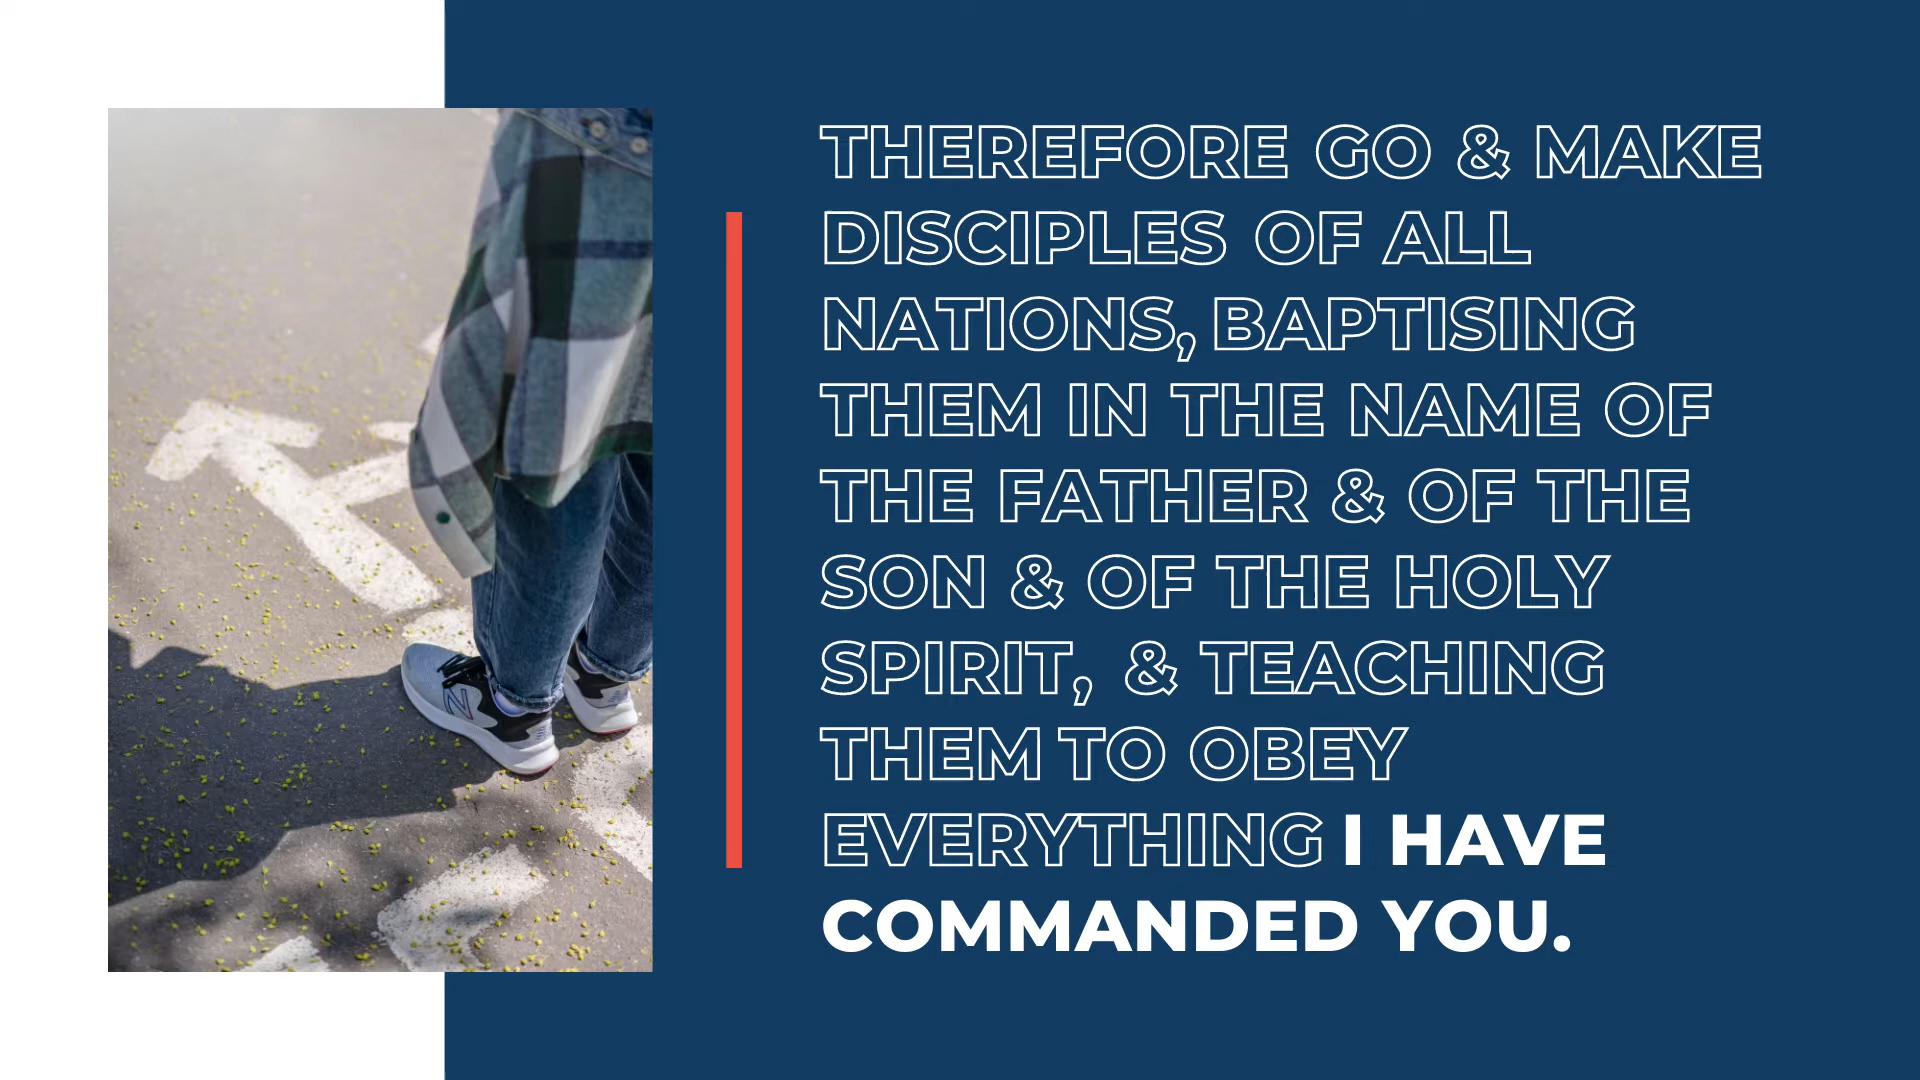 THEREFORE GO & MAKE
DISCIPLES OF ALL
NATIONS, BAPTISING
THEM IN THE NAME OF
THE FATHER & OF THE
SON & OF THE HOLY
SPIRIT, & TEACHING
THEM TO OBEY
EVERYTHING I HAVE
COMMANDED YOU.